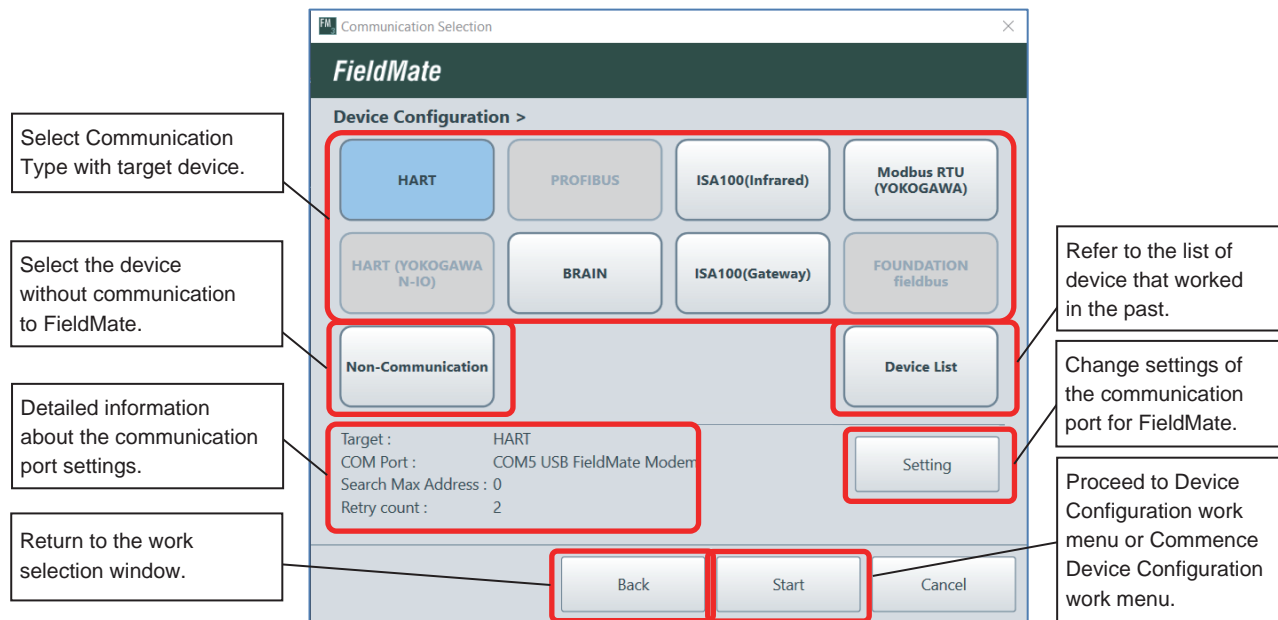 Communication Selection
FieldMate
Device Configuration >
Select Communication
Type with target device.
HART
PROFIBUS
ISA100(Infrared)
Modbus RTU
(YOKOGAWA)
HART (YOKOGAWA
N-IO)
BRAIN
ISA100(Gateway)
FOUNDATION
fieldbus
Select the device
without communication
to FieldMate.
Refer to the list of
device that worked
in the past.
Non-Communication
Device List
Change settings of
the communication
port for FieldMate.
Detailed information
about the communication
port settings.
Target : HART
COM Port : COM5 USB FieldMate Modem
Search Max Address : 0
Retry count : 2
Setting
Proceed to Device
Configuration work
menu or Commence
Device Configuration
work menu.
Return to the work
selection window.
Back
Start
Cancel